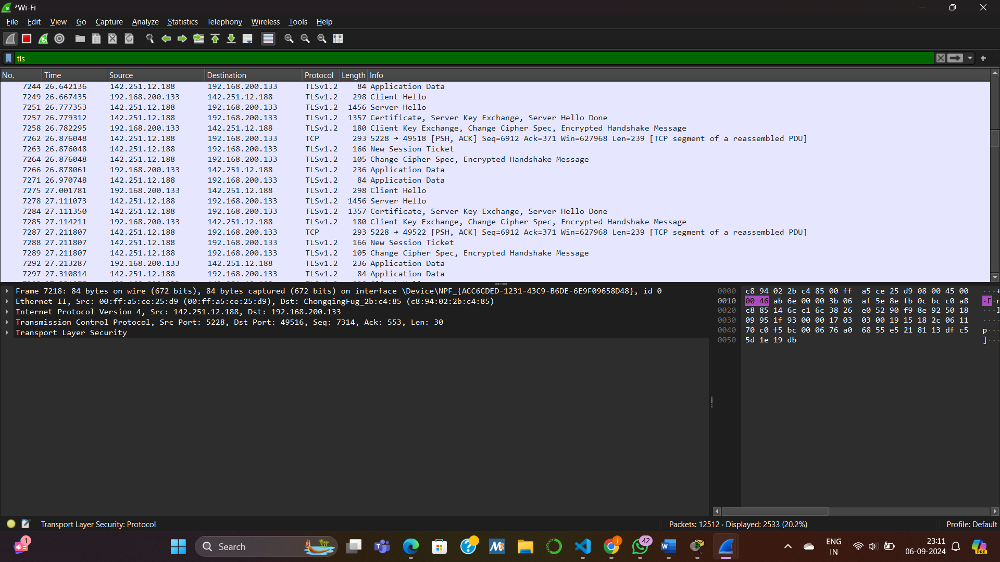 *Wi-Fi
File Edit View Go Capture Analyze Statistics Telephony Wireless Tools Help
tls
No. Time Source Destination Protocol Length Info
7244 26.642136 142.251.12.188 192.168.200.133 TLSv1.2 84 Application Data
7249 26.667435 192.168.200.133 142.251.12.188 TLSv1.2 298 Client Hello
7251 26.777353 142.251.12.188 192.168.200.133 TLSv1.2 1456 Server Hello
7257 26.779312 142.251.12.188 192.168.200.133 TLSv1.2 1357 Certificate, Server Key Exchange, Server Hello Done
7258 26.782295 192.168.200.133 142.251.12.188 TLSv1.2 180 Client Key Exchange, Change Cipher Spec, Encrypted Handshake Message
7262 26.876048 142.251.12.188 192.168.200.133 TCP 293 5228 → 49518 [PSH, ACK] Seq=6912 Ack=371 Win=627968 Len=239 [TCP segment of a reassembled PDU]
7263 26.876048 142.251.12.188 192.168.200.133 TLSv1.2 166 New Session Ticket
7264 26.876048 142.251.12.188 192.168.200.133 TLSv1.2 105 Change Cipher Spec, Encrypted Handshake Message
7266 26.878061 192.168.200.133 142.251.12.188 TLSv1.2 236 Application Data
7271 26.970748 142.251.12.188 192.168.200.133 TLSv1.2 84 Application Data
7275 27.001781 192.168.200.133 142.251.12.188 TLSv1.2 298 Client Hello
7278 27.111073 142.251.12.188 192.168.200.133 TLSv1.2 1456 Server Hello
7284 27.111350 142.251.12.188 192.168.200.133 TLSv1.2 1357 Certificate, Server Key Exchange, Server Hello Done
7285 27.114211 192.168.200.133 142.251.12.188 TLSv1.2 180 Client Key Exchange, Change Cipher Spec, Encrypted Handshake Message
7287 27.211807 142.251.12.188 192.168.200.133 TCP 293 5228 → 49522 [PSH, ACK] Seq=6912 Ack=371 Win=627968 Len=239 [TCP segment of a reassembled PDU]
7288 27.211807 142.251.12.188 192.168.200.133 TLSv1.2 166 New Session Ticket
7289 27.211807 142.251.12.188 192.168.200.133 TLSv1.2 105 Change Cipher Spec, Encrypted Handshake Message
7292 27.213287 192.168.200.133 142.251.12.188 TLSv1.2 236 Application Data
7297 27.310814 142.251.12.188 192.168.200.133 TLSv1.2 84 Application Data
Frame 7218: 84 bytes on wire (672 bits), 84 bytes captured (672 bits) on interface \Device\NPF_{ACC6CDED-1231-43C9-B6DE-6E9F09658D48}, id 0
Ethernet II, Src: 00:ff:a5:ce:25:d9 (00:ff:a5:ce:25:d9), Dst: ChongqingFug_2b:c4:85 (c8:94:02:2b:c4:85)
Internet Protocol Version 4, Src: 142.251.12.188, Dst: 192.168.200.133
Transmission Control Protocol, Src Port: 5228, Dst Port: 49516, Seq: 7314, Ack: 553, Len: 30
Transport Layer Security
0000 c8 94 02 2b c4 85 00 ff a5 ce 25 d9 08 00 45 00 ···+
0010 00 46 ab 6e 00 00 3b 06 af 5e 8e fb 0c bc c0 a8 ·F·n
0020 c8 85 14 6c c1 6c 38 26 e0 52 90 f9 8e 92 50 18 ···l
0030 09 95 1f 93 00 00 17 03 03 00 19 15 18 2c 06 11 ····
0040 70 c0 f5 bc 00 06 76 a0 68 55 e5 21 81 13 df c5 p···
0050 5d 1e 19 db ]···
Transport Layer Security: Protocol
Packets: 12512 · Displayed: 2533 (20.2%)
Profile: Default
1
Search
42
ENG
IN
23:11
06-09-2024
PRE